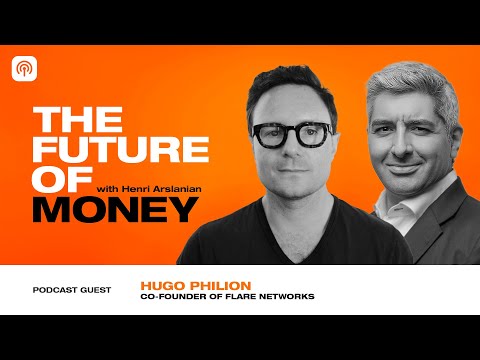 THE
FUTURE
OF
with Henri Arslanian
MONEY
PODCAST GUEST
HUGO PHILION
CO-FOUNDER OF FLARE NETWORKS